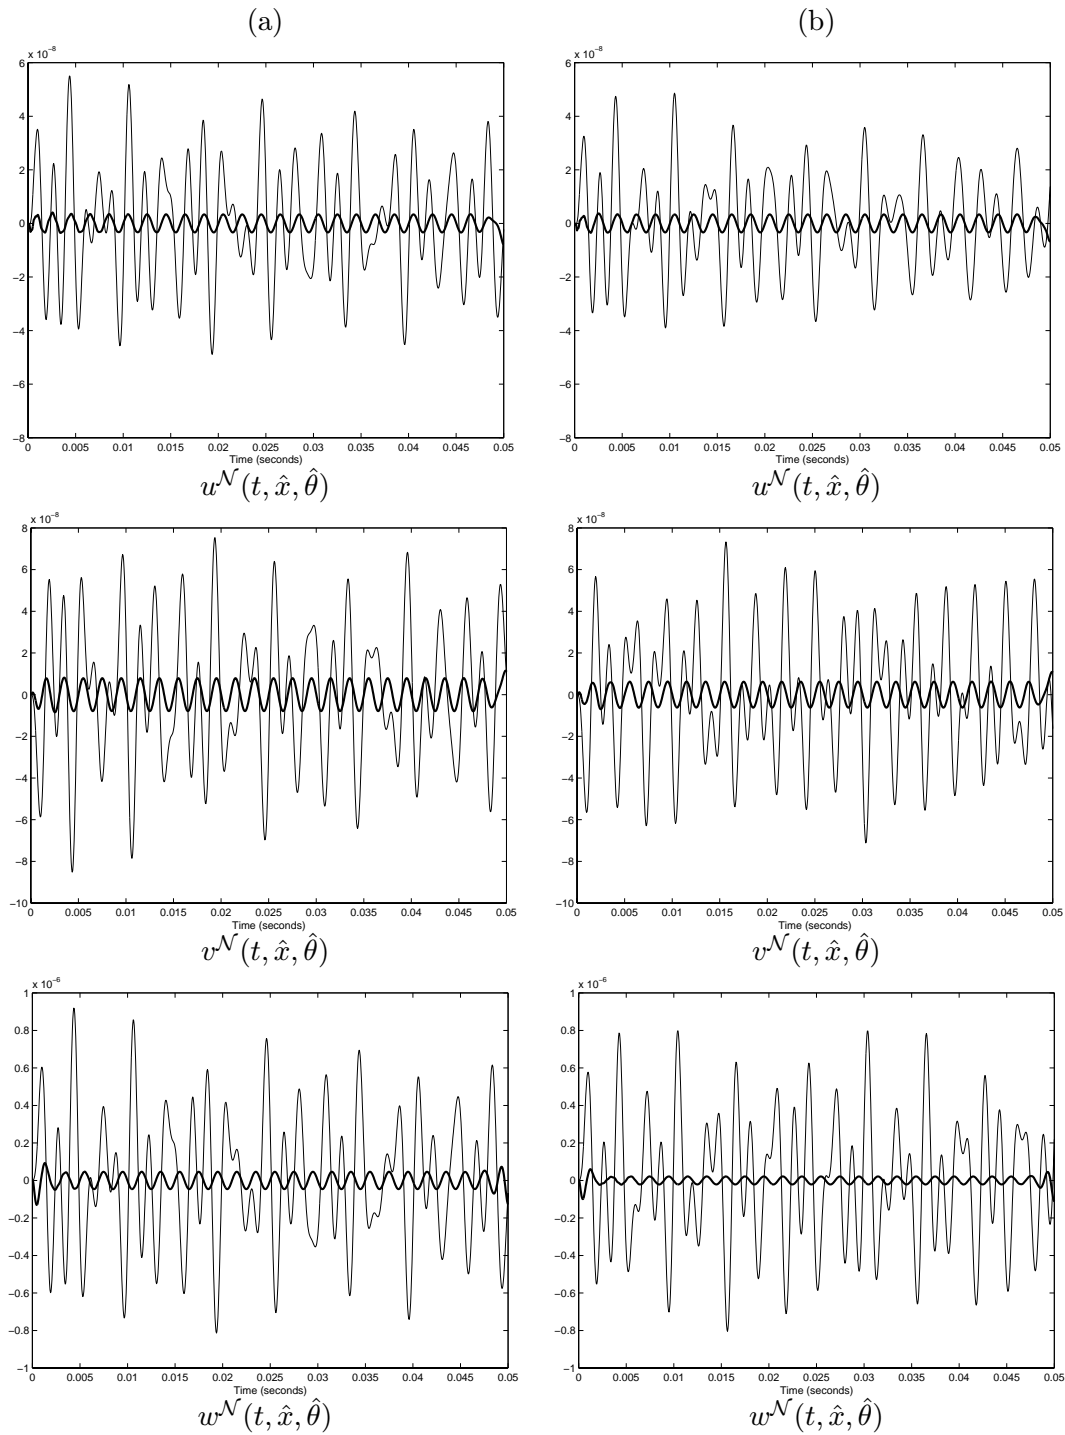 (a) (b)
x 10⁻⁸ x 10⁻⁸
6 6
4 4
2 2
0 0
−2 −2
−4 −4
−6 −6
−8 −8
0 0.005 0.01 0.015 0.02 0.025 0.03 0.035 0.04 0.045 0.05 0 0.005 0.01 0.015 0.02 0.025 0.03 0.035 0.04 0.045 0.05
Time (seconds) Time (seconds)
u^𝒩(t, x̂, θ̂) u^𝒩(t, x̂, θ̂)
x 10⁻⁸ x 10⁻⁸
8 8
6 6
4 4
2 2
0 0
−2 −2
−4 −4
−6 −6
−8 −8
−10 −10
0 0.005 0.01 0.015 0.02 0.025 0.03 0.035 0.04 0.045 0.05 0 0.005 0.01 0.015 0.02 0.025 0.03 0.035 0.04 0.045 0.05
Time (seconds) Time (seconds)
v^𝒩(t, x̂, θ̂) v^𝒩(t, x̂, θ̂)
x 10⁻⁶ x 10⁻⁶
1 1
0.8 0.8
0.6 0.6
0.4 0.4
0.2 0.2
0 0
−0.2 −0.2
−0.4 −0.4
−0.6 −0.6
−0.8 −0.8
−1 −1
0 0.005 0.01 0.015 0.02 0.025 0.03 0.035 0.04 0.045 0.05 0 0.005 0.01 0.015 0.02 0.025 0.03 0.035 0.04 0.045 0.05
Time (seconds) Time (seconds)
w^𝒩(t, x̂, θ̂) w^𝒩(t, x̂, θ̂)